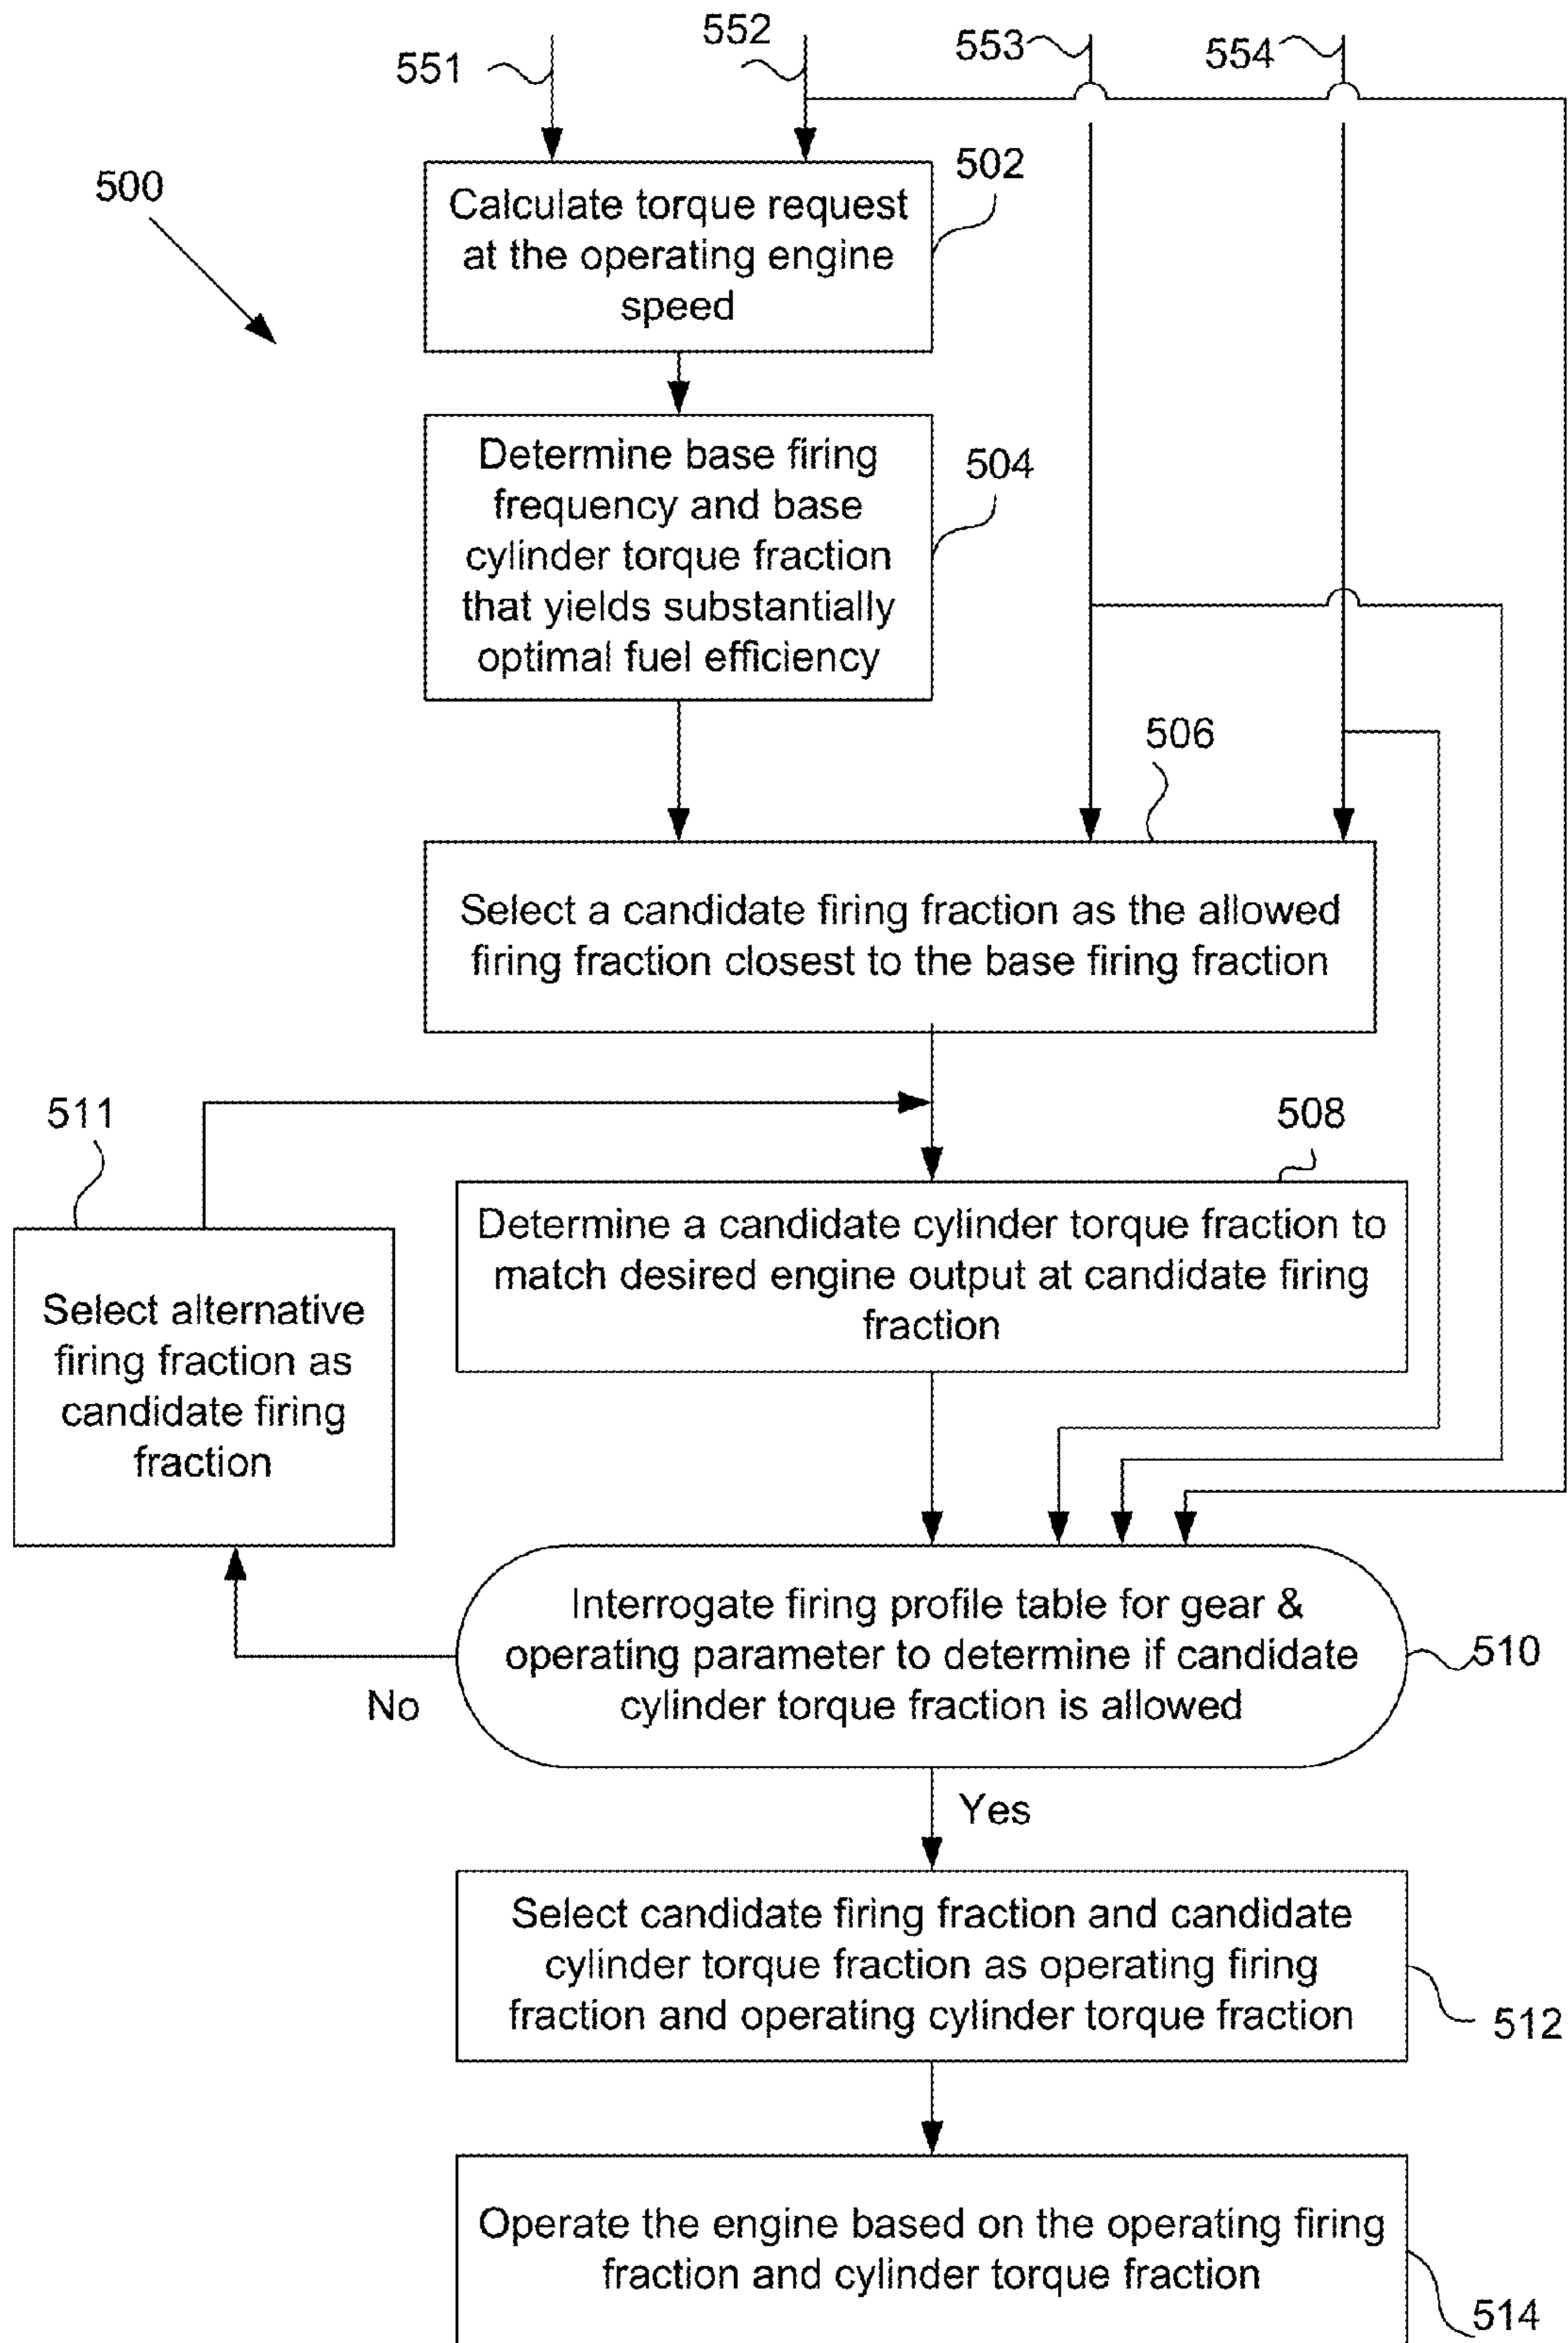 551
552
553
554
500
502
Calculate torque request
at the operating engine
speed
504
Determine base firing
frequency and base
cylinder torque fraction
that yields substantially
optimal fuel efficiency
506
Select a candidate firing fraction as the allowed
firing fraction closest to the base firing fraction
511
508
Determine a candidate cylinder torque fraction to
match desired engine output at candidate firing
fraction
Select alternative
firing fraction as
candidate firing
fraction
Interrogate firing profile table for gear &
operating parameter to determine if candidate
cylinder torque fraction is allowed
510
No
Yes
Select candidate firing fraction and candidate
cylinder torque fraction as operating firing
fraction and operating cylinder torque fraction
512
Operate the engine based on the operating firing
fraction and cylinder torque fraction
514